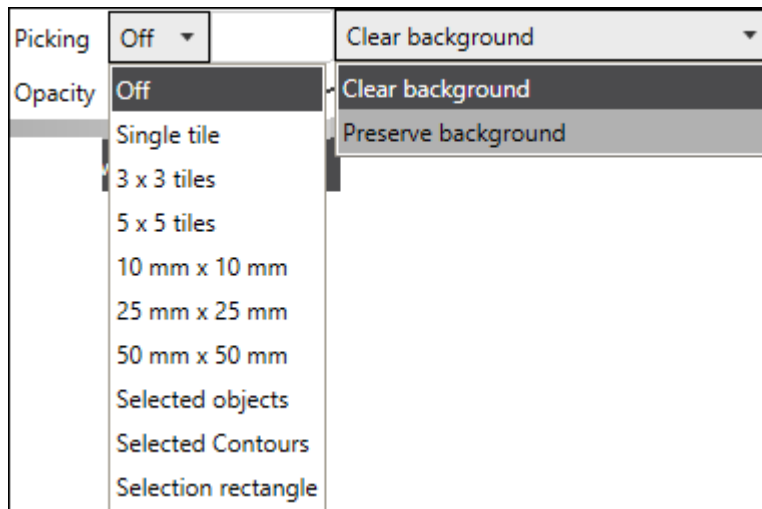 Picking Off Clear background
Opacity Off Clear background
Single tile Preserve background
3 x 3 tiles
5 x 5 tiles
10 mm x 10 mm
25 mm x 25 mm
50 mm x 50 mm
Selected objects
Selected Contours
Selection rectangle